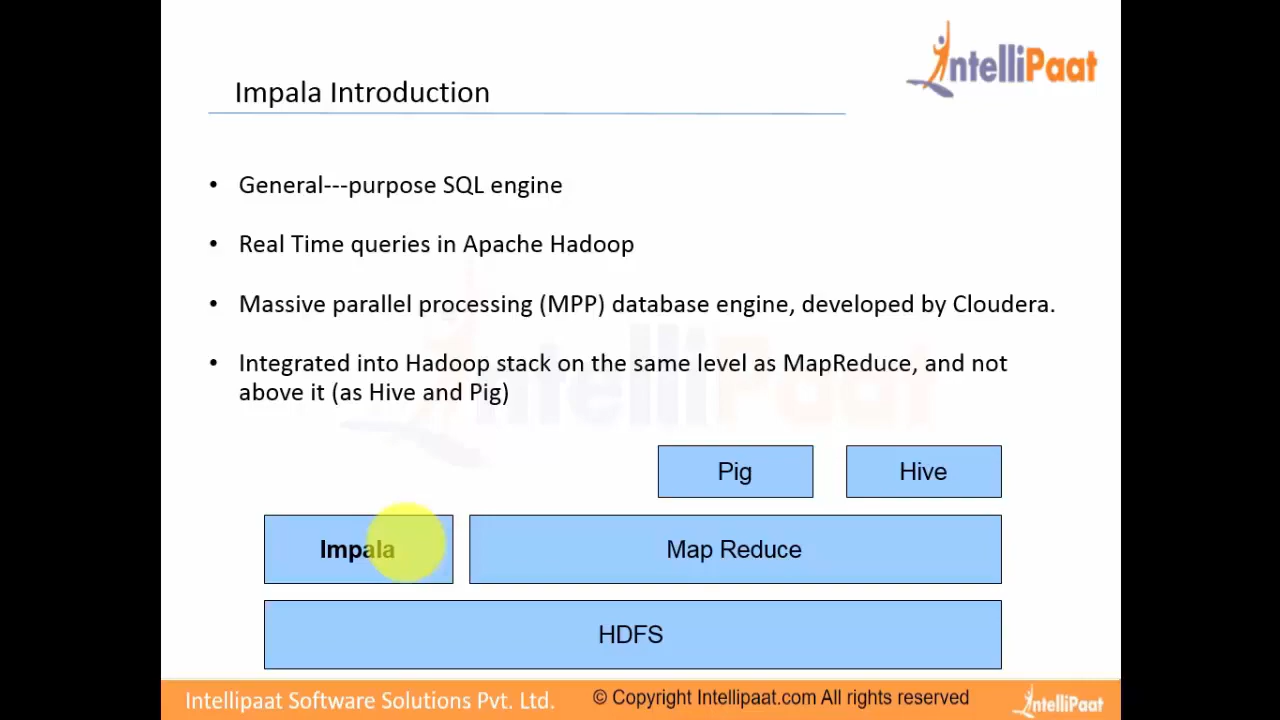 IntelliPaat
Impala Introduction
• General---purpose SQL engine
• Real Time queries in Apache Hadoop
• Massive parallel processing (MPP) database engine, developed by Cloudera.
• Integrated into Hadoop stack on the same level as MapReduce, and not
above it (as Hive and Pig)
IntelliPaat
Pig
Hive
Impala
Map Reduce
HDFS
Intellipaat Software Solutions Pvt. Ltd.
© Copyright Intellipaat.com All rights reserved
IntelliPaat